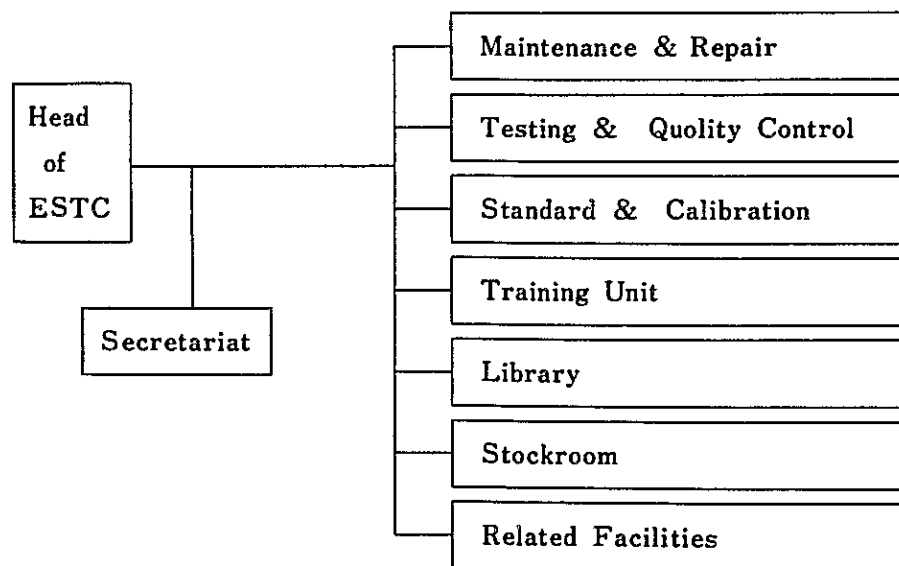 Head
of
ESTC
Secretariat
Maintenance & Repair
Testing & Quolity Control
Standard & Calibration
Training Unit
Library
Stockroom
Related Facilities